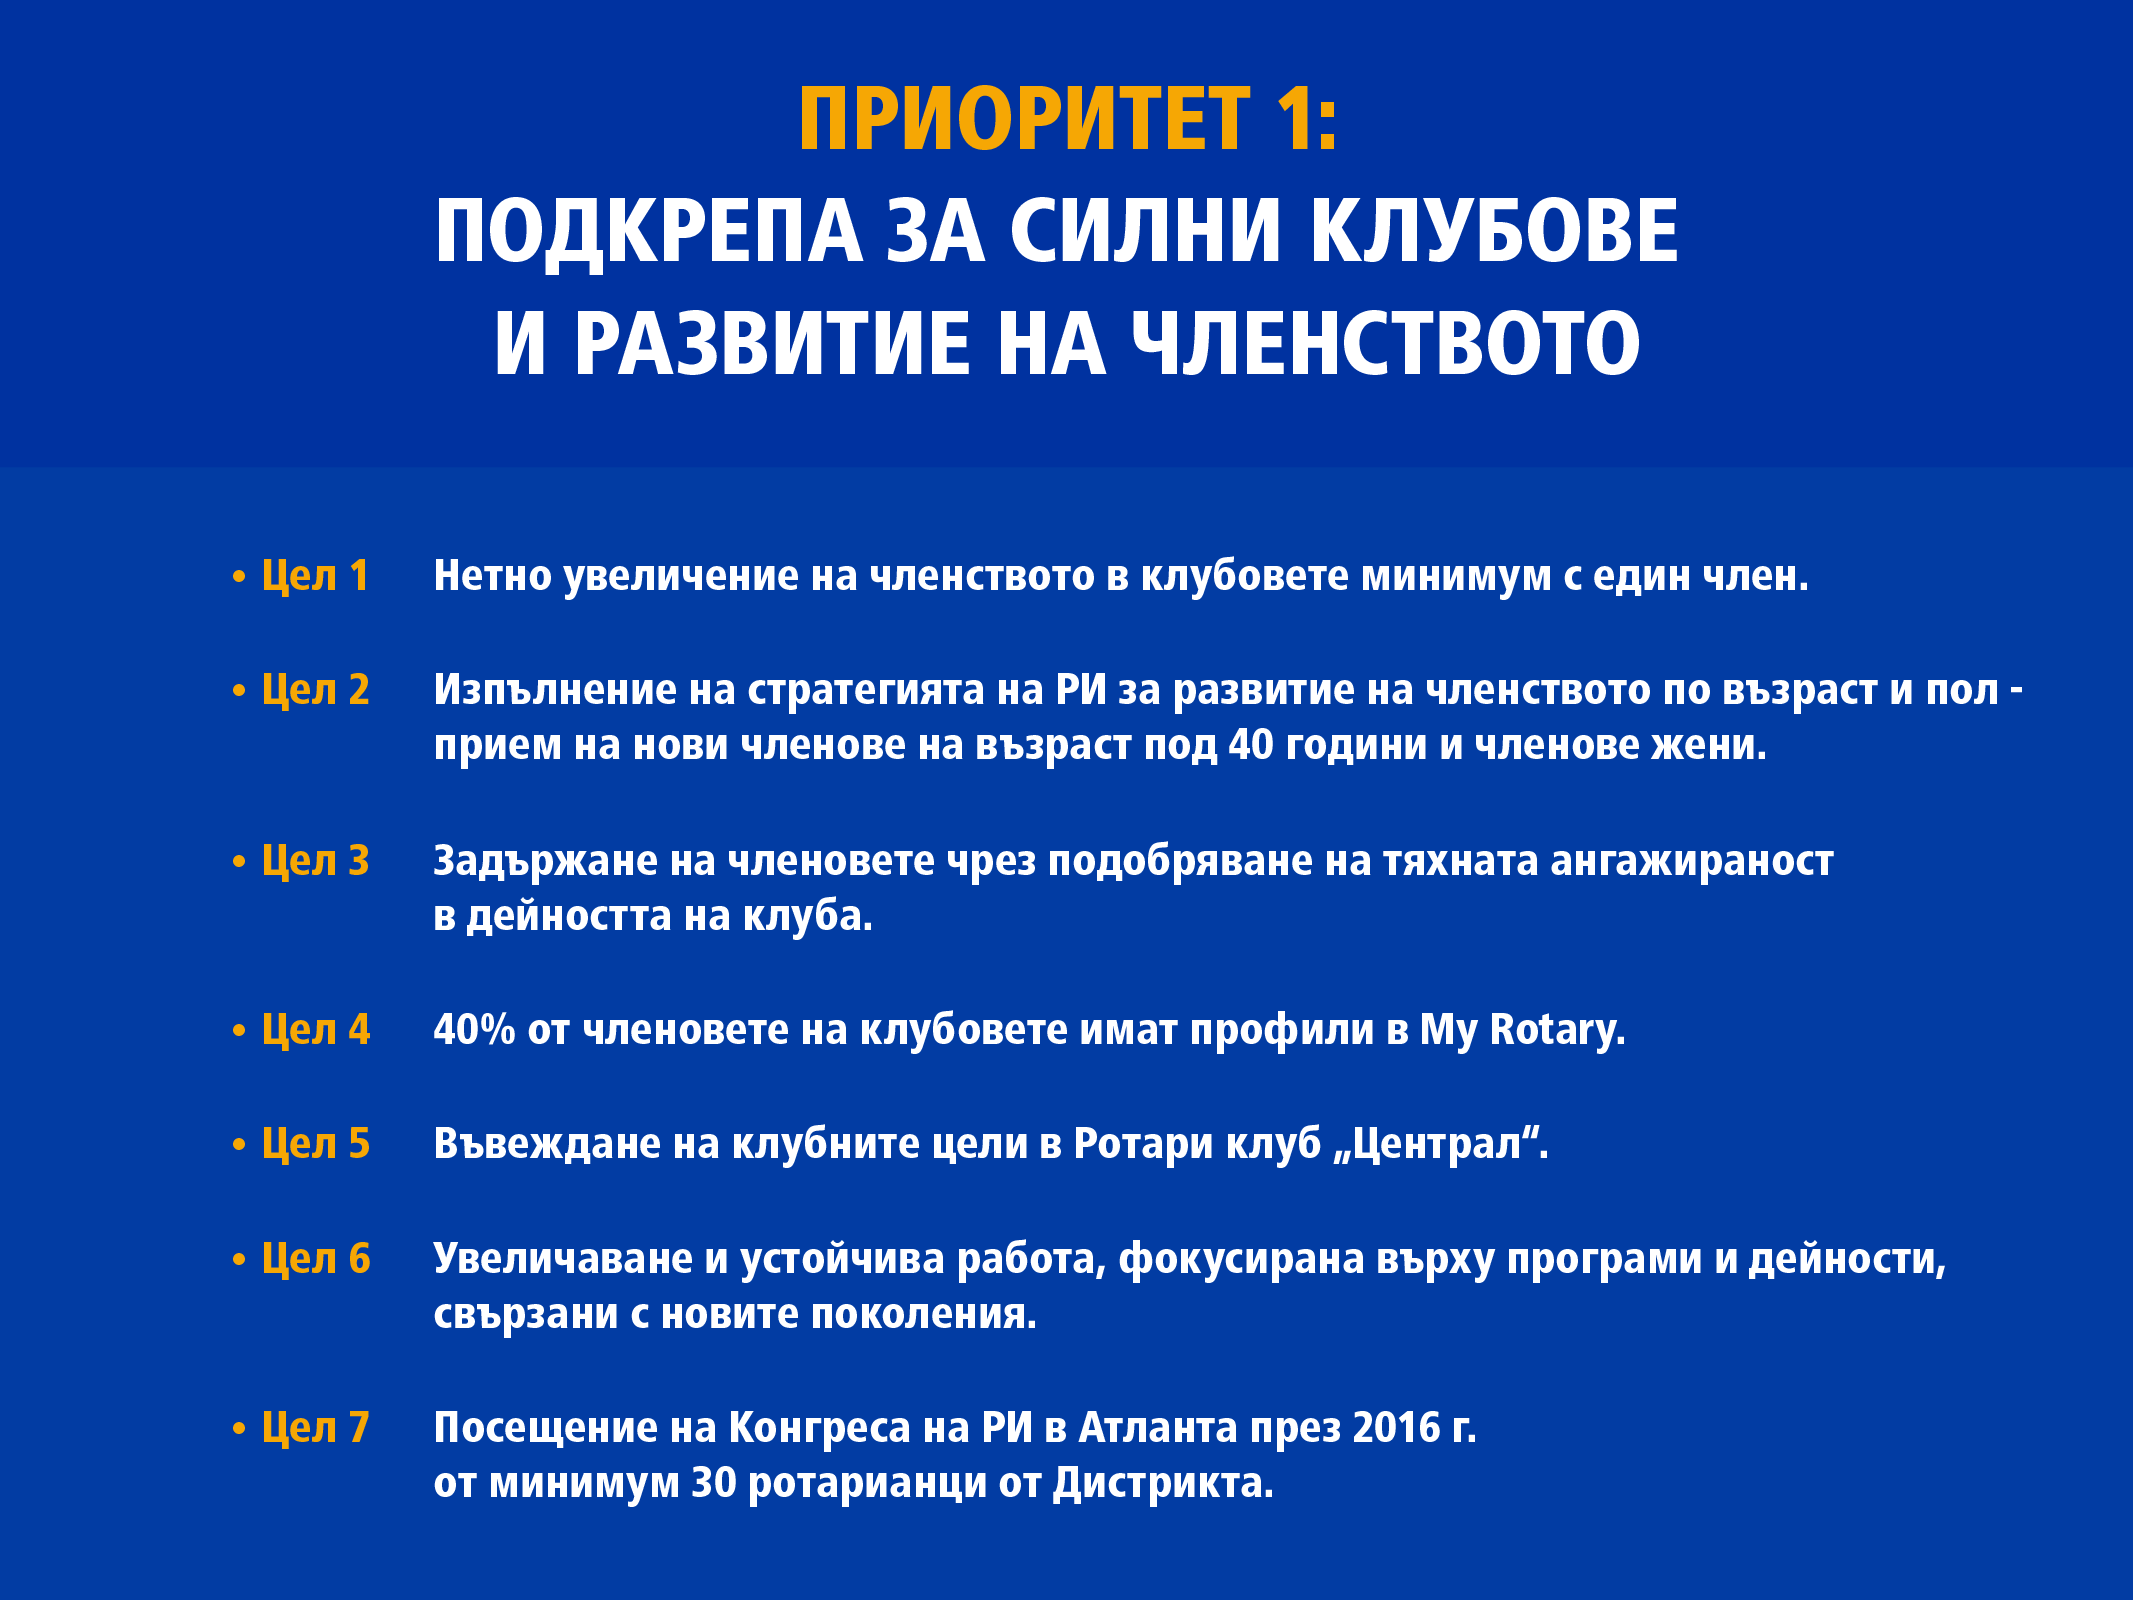 ПРИОРИТЕТ 1:
ПОДКРЕПА ЗА СИЛНИ КЛУБОВЕ
И РАЗВИТИЕ НА ЧЛЕНСТВОТО
• Цел 1 Нетно увеличение на членството в клубовете минимум с един член.
• Цел 2 Изпълнение на стратегията на РИ за развитие на членството по възраст и пол -
прием на нови членове на възраст под 40 години и членове жени.
• Цел 3 Задържане на членовете чрез подобряване на тяхната ангажираност
в дейността на клуба.
• Цел 4 40% от членовете на клубовете имат профили в My Rotary.
• Цел 5 Въвеждане на клубните цели в Ротари клуб „Централ“.
• Цел 6 Увеличаване и устойчива работа, фокусирана върху програми и дейности,
свързани с новите поколения.
• Цел 7 Посещение на Конгреса на РИ в Атланта през 2016 г.
от минимум 30 ротарианци от Дистрикта.